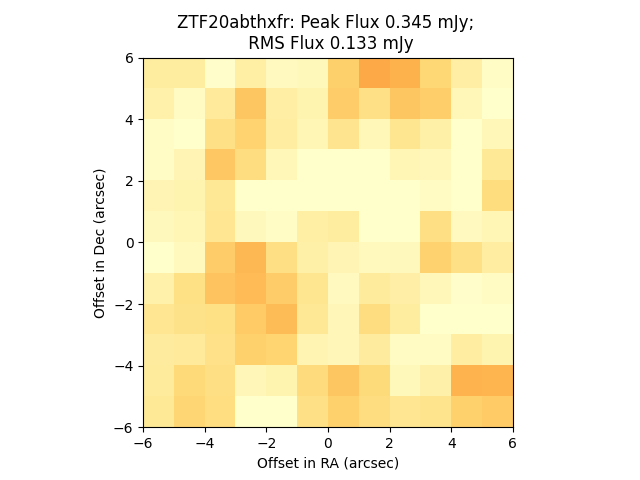 ZTF20abthxfr: Peak Flux 0.345 mJy;
RMS Flux 0.133 mJy
6
4
2
0
−2
−4
−6
Offset in Dec (arcsec)
−6 −4 −2 0 2 4 6
Offset in RA (arcsec)